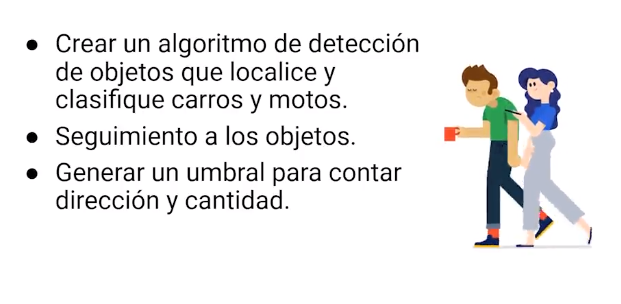 ● Crear un algoritmo de detección
de objetos que localice y
clasifique carros y motos.
● Seguimiento a los objetos.
● Generar un umbral para contar
dirección y cantidad.